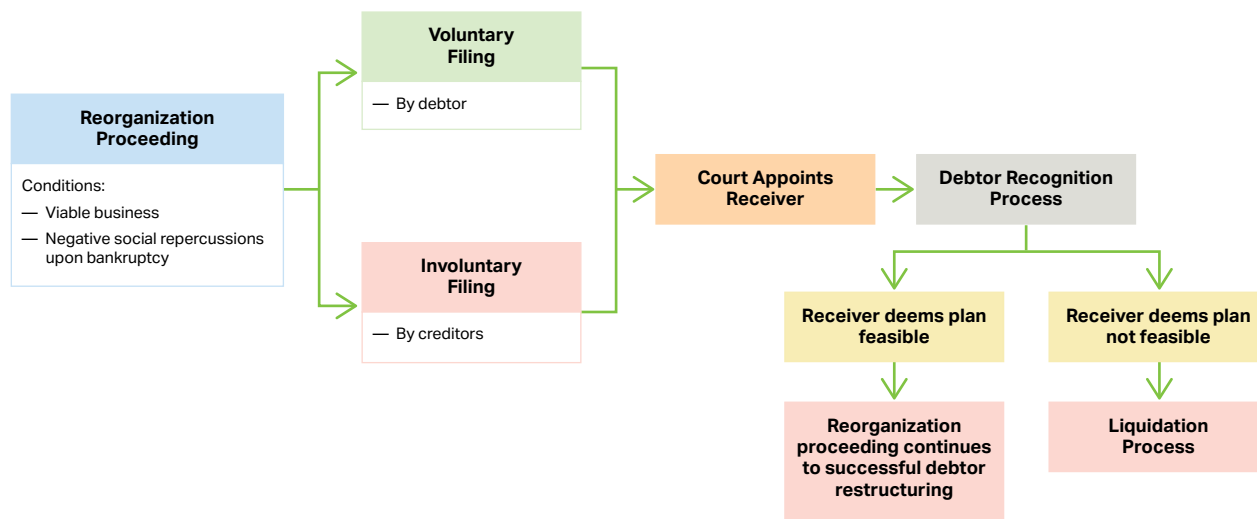 Reorganization
Proceeding
Conditions:
— Viable business
— Negative social repercussions
upon bankruptcy
Voluntary
Filing
— By debtor
Involuntary
Filing
— By creditors
Court Appoints
Receiver
Debtor Recognition
Process
Receiver deems plan
feasible
Receiver deems plan
not feasible
Reorganization
proceeding continues
to successful debtor
restructuring
Liquidation
Process